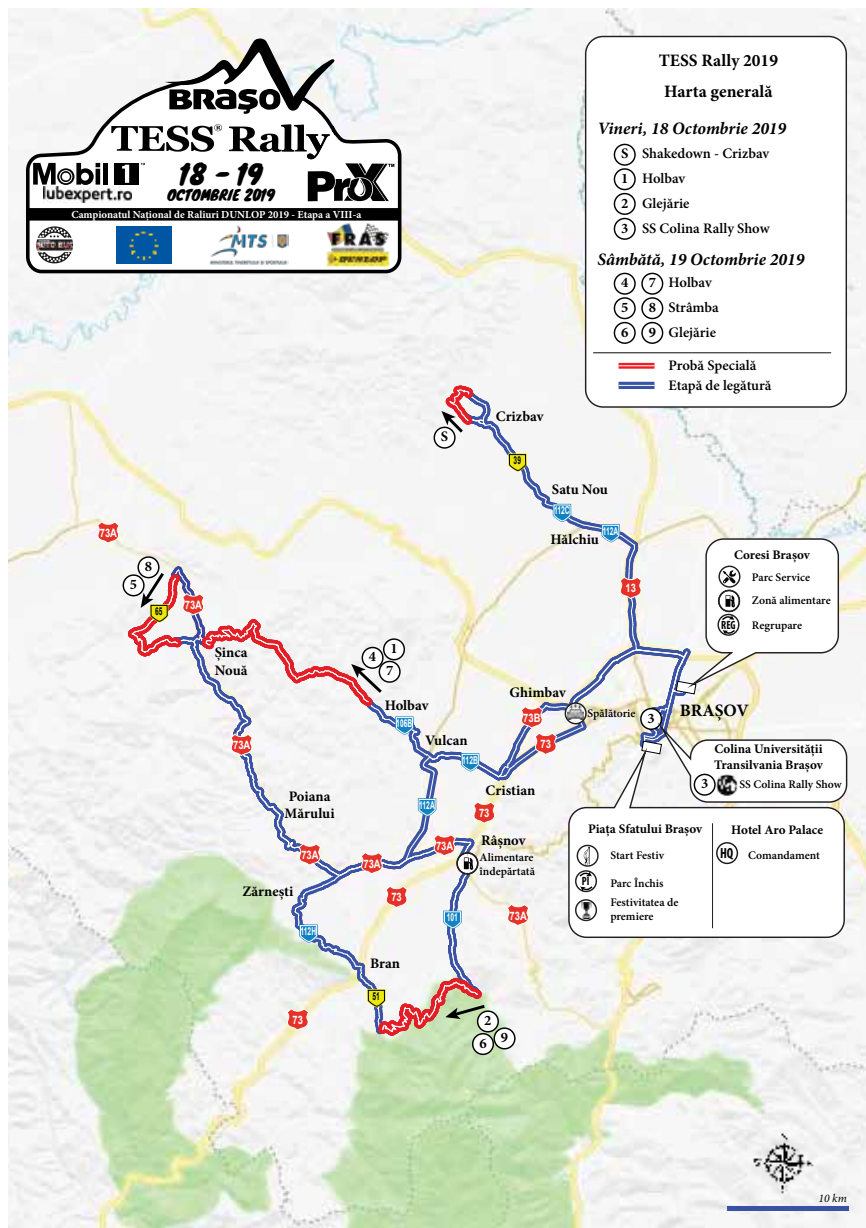 BRAŞOV
TESS® Rally
Mobil 1™
lubexpert.ro
18 - 19
OCTOMBRIE 2019
ProX™
Campionatul Național de Raliuri DUNLOP 2019 - Etapa a VIII-a
MTS
FRAS
DUNLOP
TESS Rally 2019
Harta generală
Vineri, 18 Octombrie 2019
S Shakedown - Crizbav
1 Holbav
2 Glejărie
3 SS Colina Rally Show
Sâmbătă, 19 Octombrie 2019
4 7 Holbav
5 8 Strâmba
6 9 Glejărie
Probă Specială
Etapă de legătură
Crizbav
S
39
Satu Nou
112C
112A
Hălchiu
73A
13
Coresi Brașov
Parc Service
Zonă alimentare
REG Regrupare
8
5
65
73A
Șinca
Nouă
1
4
7
Holbav
106B
Ghimbav
73B
Spălătorie
73
3
BRAȘOV
Vulcan
112B
73A
Cristian
Colina Universității
Transilvania Brașov
3 SS Colina Rally Show
Poiana
Mărului
112A
73
Piața Sfatului Brașov
Start Festiv
PI Parc Închis
Festivitatea de
premiere
Hotel Aro Palace
HQ Comandament
73A
73A
73A
Râșnov
Alimentare
îndepărtată
Zărnești
73
101
73A
112H
Bran
51
73
2
6
9
10 km